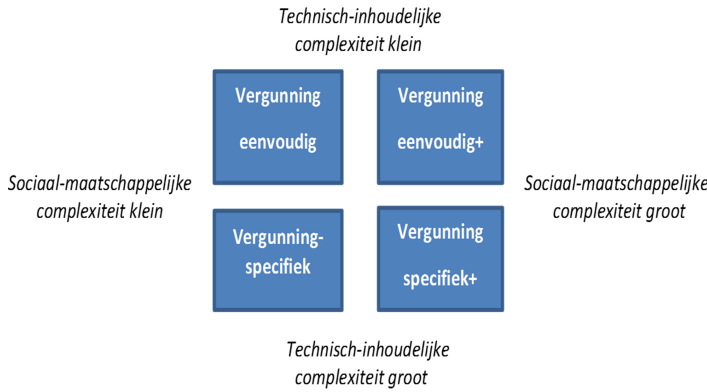 Technisch-inhoudelijke
complexiteit klein
Vergunning
eenvoudig
Vergunning
eenvoudig+
Sociaal-maatschappelijke
complexiteit klein
Sociaal-maatschappelijke
complexiteit groot
Vergunning-
specifiek
Vergunning
specifiek+
Technisch-inhoudelijke
complexiteit groot